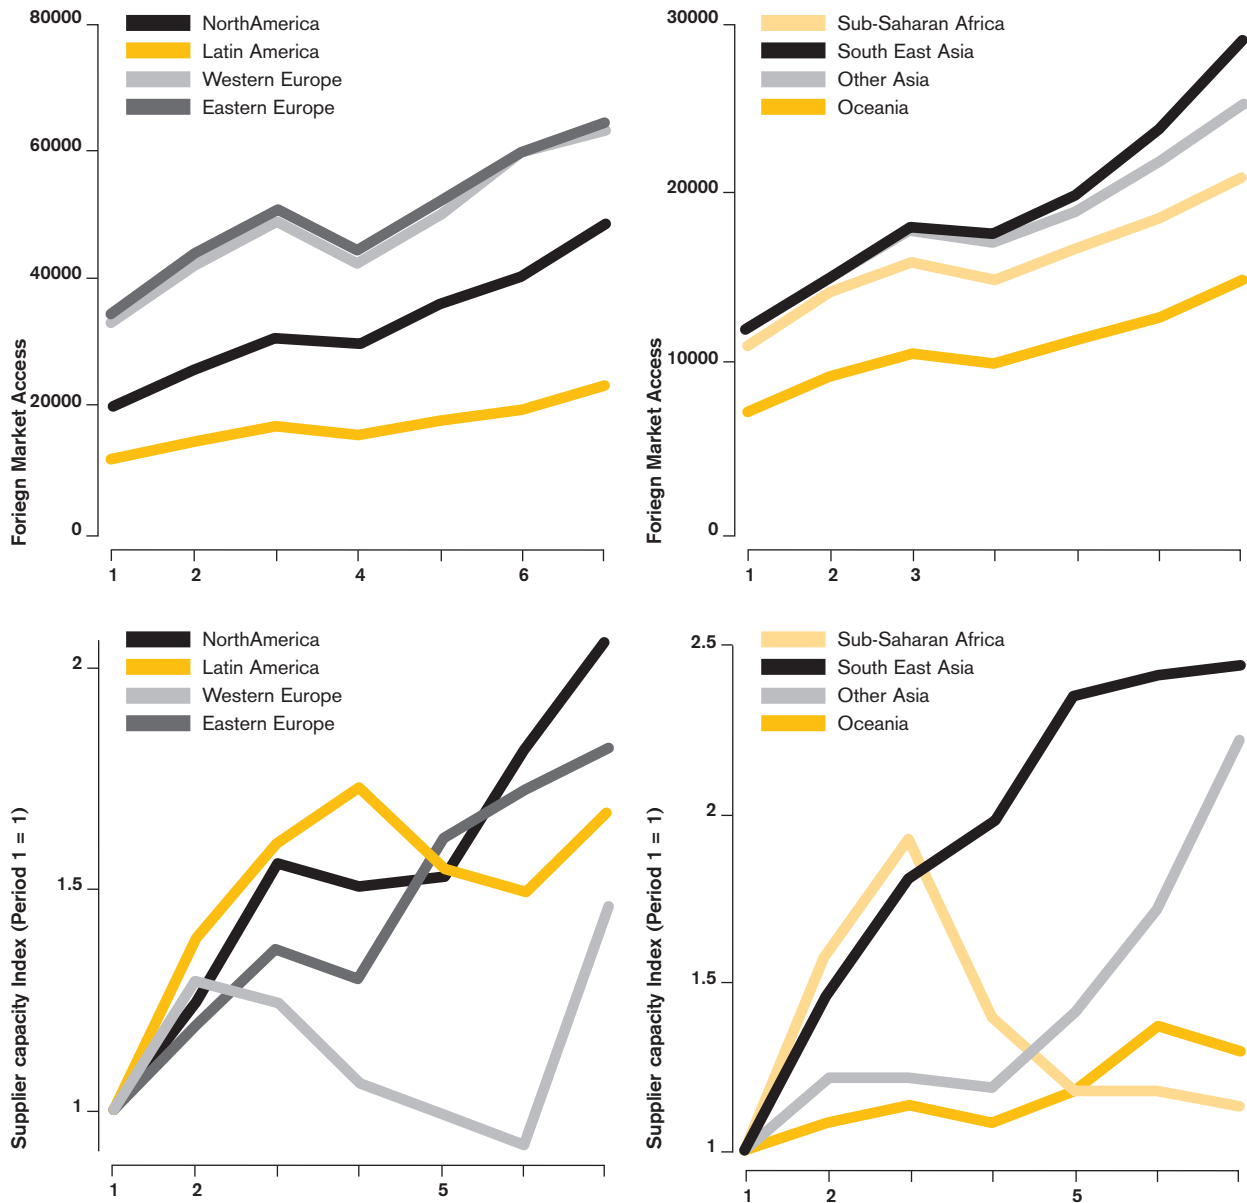 80000
60000
40000
20000
0
Foriegn Market Access
NorthAmerica
Latin America
Western Europe
Eastern Europe
1 2 4 6
30000
20000
10000
0
Foriegn Market Access
Sub-Saharan Africa
South East Asia
Other Asia
Oceania
1 2 3
2
1.5
1
Supplier capacity Index (Period 1 = 1)
NorthAmerica
Latin America
Western Europe
Eastern Europe
1 2 5
2.5
2
1.5
1
Supplier capacity Index (Period 1 = 1)
Sub-Saharan Africa
South East Asia
Other Asia
Oceania
1 2 5